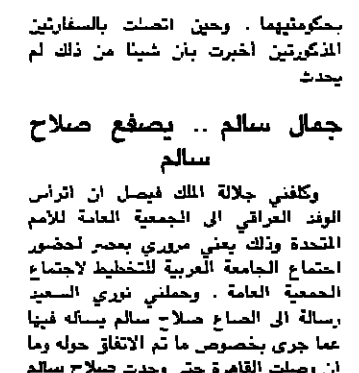 بحكومتيهما . وحين اتصلت بالسفارتين
المذكورتين أخبرت بأن شيئا من ذلك لم
يحدث
جمال سالم .. يصفع صلاح
سالم
وكلفني جلالة الملك فيصل ان اترأس
الوفد العراقي الى الجمعية العامة للأمم
المتحدة وذلك يعني مروري بمصر لحضور
اجتماع الجامعة العربية للتخطيط لاجتماع
الجمعية العامة . وحملني نوري السعيد
رسالة الى الصاغ صلاح سالم يسأله فيها
عما جرى بخصوص ما تم الاتفاق حوله وما
ان وصلت القاهرة حتى وجدت صلاح سالم